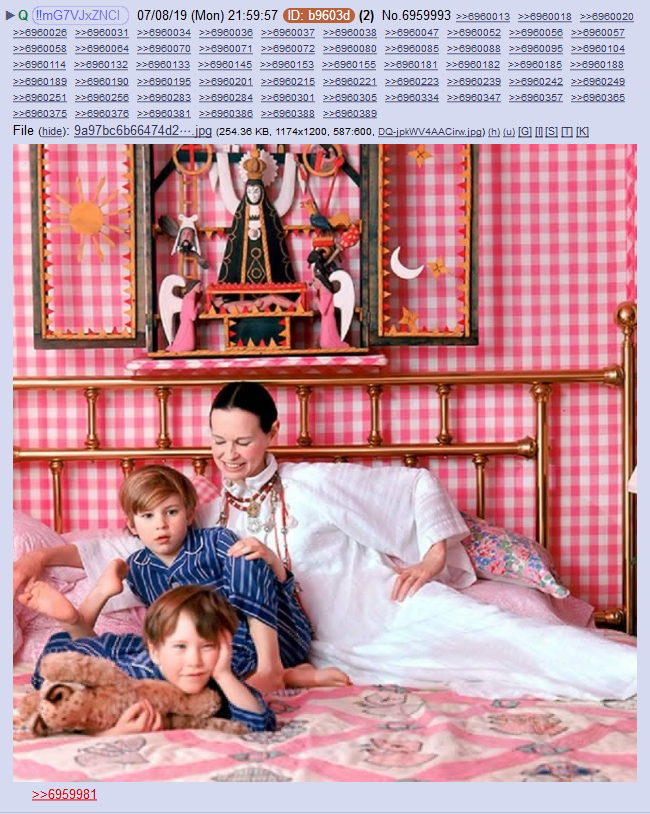 ▶ Q !!mG7VJxZNCI 07/08/19 (Mon) 21:59:57 ID: b9603d (2) No.6959993 >>6960013 >>6960018 >>6960020
>>6960026 >>6960031 >>6960034 >>6960036 >>6960037 >>6960038 >>6960047 >>6960052 >>6960056 >>6960057
>>6960058 >>6960064 >>6960070 >>6960071 >>6960072 >>6960080 >>6960085 >>6960088 >>6960095 >>6960104
>>6960114 >>6960132 >>6960133 >>6960145 >>6960153 >>6960155 >>6960181 >>6960182 >>6960185 >>6960188
>>6960189 >>6960190 >>6960195 >>6960201 >>6960215 >>6960221 >>6960223 >>6960239 >>6960242 >>6960249
>>6960251 >>6960256 >>6960283 >>6960284 >>6960301 >>6960305 >>6960334 >>6960347 >>6960357 >>6960365
>>6960375 >>6960376 >>6960381 >>6960386 >>6960388 >>6960389
File (hide): 9a97bc6b66474d2⋯.jpg (254.36 KB, 1174x1200, 587:600, DQ-jpkWV4AACirw.jpg) (h) (u) [G] [I] [S] [T] [K]
>>6959981